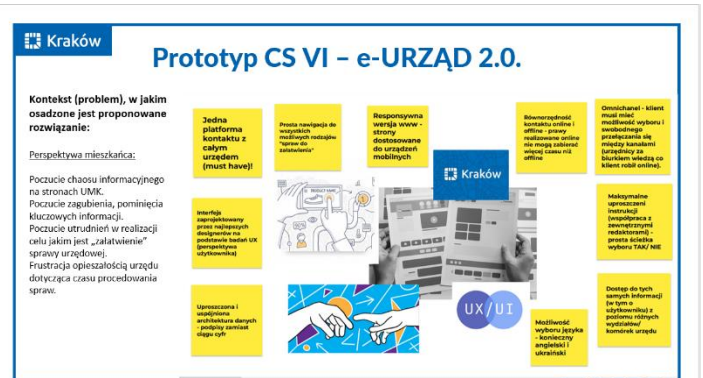 Kraków
Prototyp CS VI – e-URZĄD 2.0.
Kontekst (problem), w jakim
osadzone jest proponowane
rozwiązanie:
Perspektywa mieszkańca:
Poczucie chaosu informacyjnego
na stronach UMK.
Poczucie zagubienia, pominięcia
kluczowych informacji.
Poczucie utrudnień w realizacji
celu jakim jest „załatwienie"
sprawy urzędowej.
Frustracja opieszałością urzędu
dotycząca czasu procedowania
spraw.
Jedna
platforma
kontaktu z
całym
urzędem
(must have)!
Prosta nawigacja do
wszystkich
możliwych rodzajów
"spraw do
załatwienia"
Responsywna
wersja www -
strony
dostosowane
do urządzeń
mobilnych
Równorzędność
kontaktu online i
offline - prawy
realizowane online
nie mogą zabierać
więcej czasu niż
offline
Omnichanel - klient
musi mieć
możliwość wyboru i
swobodnego
przełączania się
między kanałami
(urzędnicy za
biurkiem wiedzą co
klient robił online).
Kraków
Interfejs
zaprojektowany
przez najlepszych
designerów na
podstawie badań UX
(perspektywa
użytkownika)
Maksymalne
uproszczenie
instrukcji
(współpraca z
zewnętrznymi
redaktorami) -
prosta ścieżka
wyboru TAK/ NIE
Uproszczona i
uspójniona
architektura danych
- podpisy zamiast
ciągu cyfr
UX/UI
Możliwość
wyboru języka
- konieczny
angielski i
ukraiński
Dostęp do tych
samych informacji
(w tym o
użytkowniku) z
poziomu różnych
wydziałów/
komórek urzędu